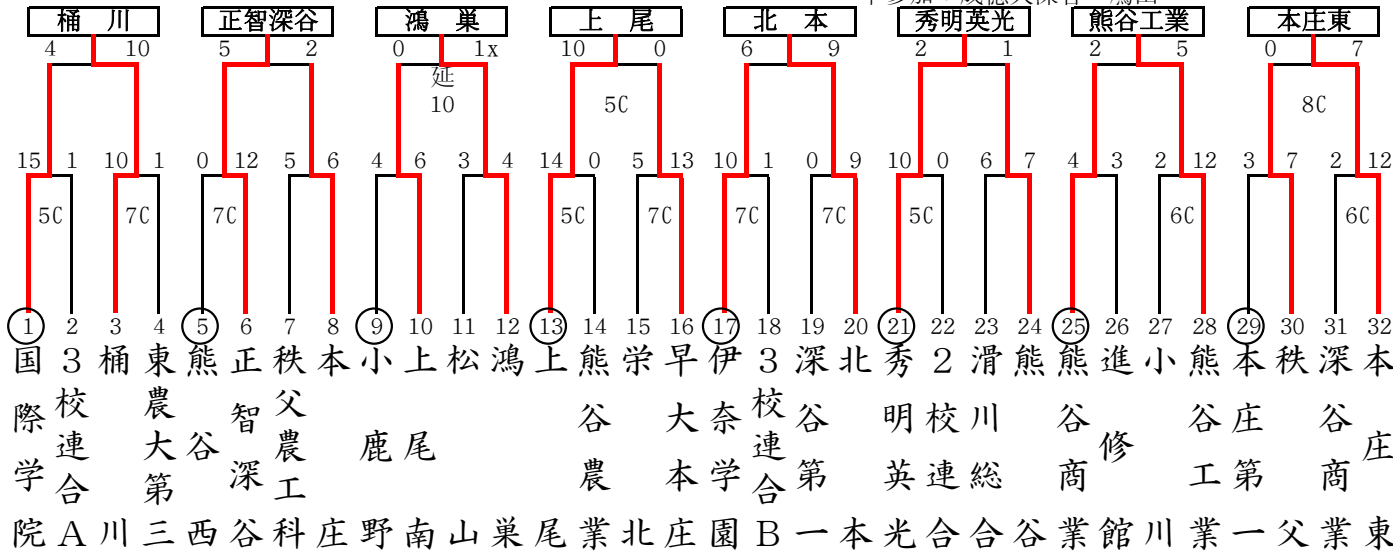 桶川 正智深谷 鴻巣 上尾 北本 秀明英光 熊谷工業 本庄東
4 10 5 2 0 1x 10 0 6 9 2 1 2 5 0 7
延
10 5C 8C
15 1 10 1 0 12 5 6 4 6 3 4 14 0 5 13 10 1 0 9 10 0 6 7 4 3 2 12 3 7 2 12
5C 7C 7C 5C 7C 7C 7C 5C 6C 6C
1 2 3 4 5 6 7 8 9 10 11 12 13 14 15 16 17 18 19 20 21 22 23 24 25 26 27 28 29 30 31 32
国際学院
3校連合A
桶川
東農大第三
熊谷西
正智深谷
秩父農工科
本庄
小鹿野
上尾南
松山
鴻巣
上尾
熊谷農業
栄北
早大本庄
伊奈学園
3校連合B
深谷第一
北本
秀明英光
2校連合
滑川総合
熊谷
熊谷商業
進修館
小川
熊谷工業
本庄第一
秩父
深谷商業
本庄東